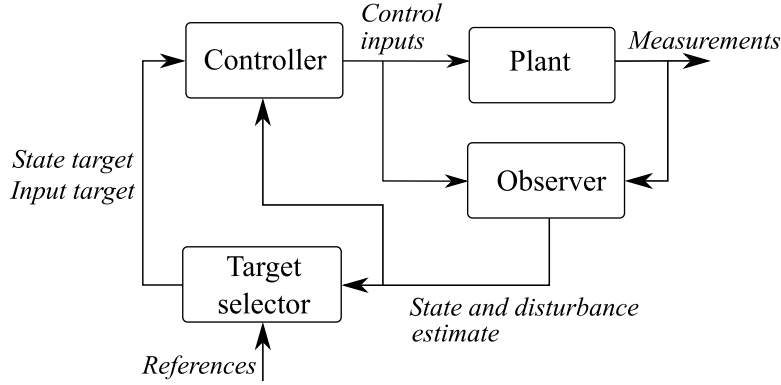 Control
inputs
Controller
Plant
Measurements
State target
Input target
Observer
Target
selector
State and disturbance
estimate
References